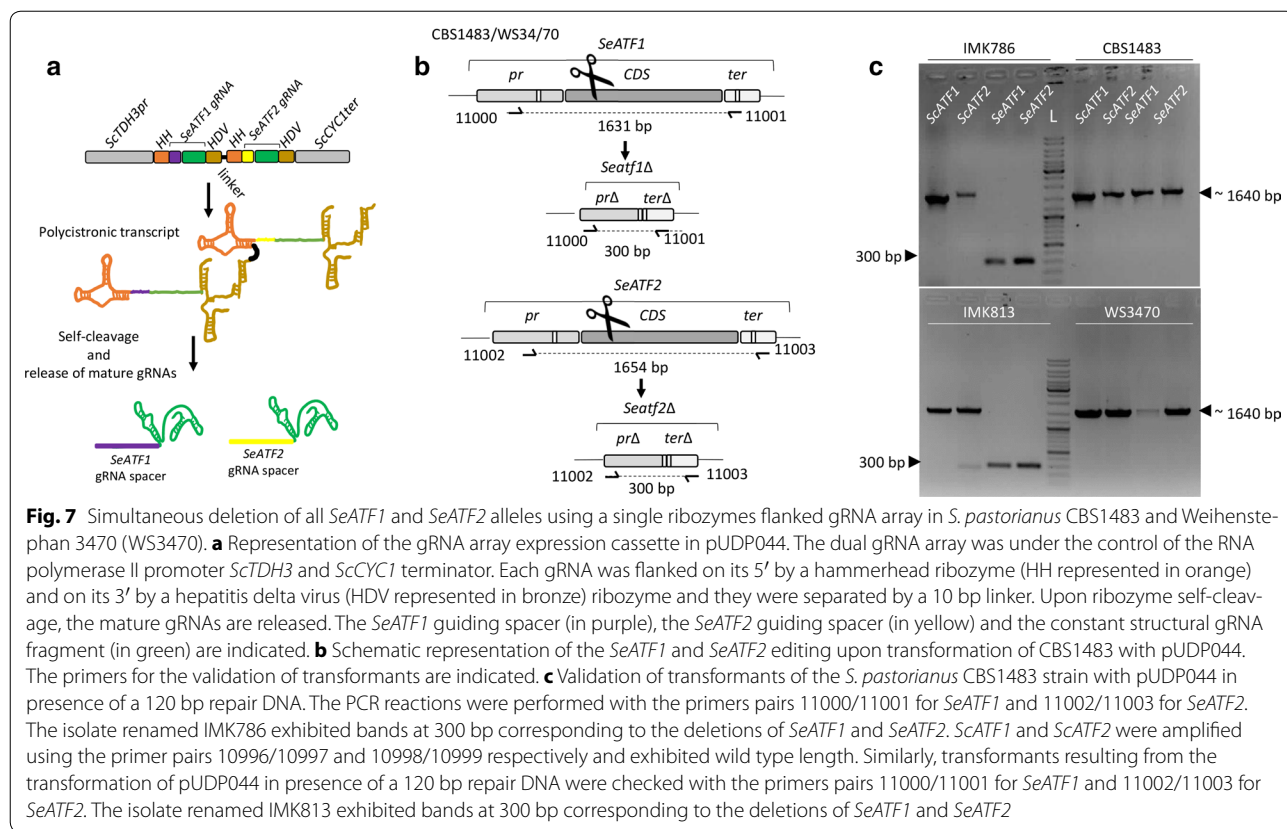 a
ScTDH3pr
HH
SeATF1 gRNA
HDV
HH
SeATF2 gRNA
HDV
ScCYC1ter
linker
Polycistronic transcript
Self-cleavage
and
release of mature gRNAs
SeATF1
gRNA spacer
SeATF2
gRNA spacer
b
CBS1483/WS34/70
SeATF1
pr
CDS
ter
11000
11001
1631 bp
Seatf1Δ
prΔ
terΔ
11000
11001
300 bp
SeATF2
pr
CDS
ter
11002
11003
1654 bp
Seatf2Δ
prΔ
terΔ
11002
11003
300 bp
c
IMK786
CBS1483
ScATF1
ScATF2
SeATF1
SeATF2
L
ScATF1
ScATF2
SeATF1
SeATF2
~ 1640 bp
300 bp
IMK813
WS3470
~ 1640 bp
300 bp
Fig. 7 Simultaneous deletion of all SeATF1 and SeATF2 alleles using a single ribozymes flanked gRNA array in S. pastorianus CBS1483 and Weihenste-
phan 3470 (WS3470). a Representation of the gRNA array expression cassette in pUDP044. The dual gRNA array was under the control of the RNA
polymerase II promoter ScTDH3 and ScCYC1 terminator. Each gRNA was flanked on its 5′ by a hammerhead ribozyme (HH represented in orange)
and on its 3′ by a hepatitis delta virus (HDV represented in bronze) ribozyme and they were separated by a 10 bp linker. Upon ribozyme self-cleav-
age, the mature gRNAs are released. The SeATF1 guiding spacer (in purple), the SeATF2 guiding spacer (in yellow) and the constant structural gRNA
fragment (in green) are indicated. b Schematic representation of the SeATF1 and SeATF2 editing upon transformation of CBS1483 with pUDP044.
The primers for the validation of transformants are indicated. c Validation of transformants of the S. pastorianus CBS1483 strain with pUDP044 in
presence of a 120 bp repair DNA. The PCR reactions were performed with the primers pairs 11000/11001 for SeATF1 and 11002/11003 for SeATF2.
The isolate renamed IMK786 exhibited bands at 300 bp corresponding to the deletions of SeATF1 and SeATF2. ScATF1 and ScATF2 were amplified
using the primer pairs 10996/10997 and 10998/10999 respectively and exhibited wild type length. Similarly, transformants resulting from the
transformation of pUDP044 in presence of a 120 bp repair DNA were checked with the primers pairs 11000/11001 for SeATF1 and 11002/11003 for
SeATF2. The isolate renamed IMK813 exhibited bands at 300 bp corresponding to the deletions of SeATF1 and SeATF2